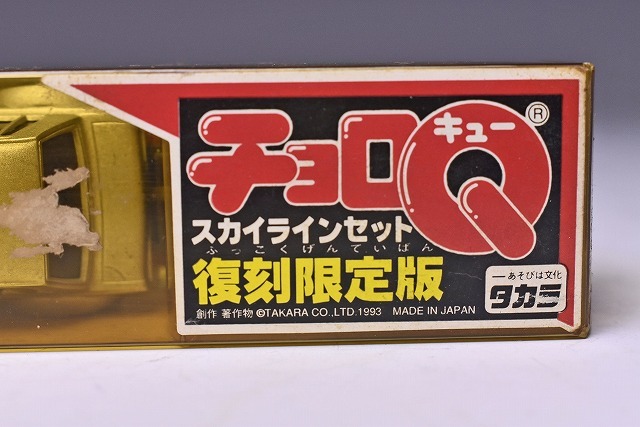 チョロQ®
キュー
スカイラインセット
ふっこくげんていばん
復刻限定版
—あそびは文化
タカラ
創作 著作物 ©TAKARA CO.,LTD.1993 MADE IN JAPAN